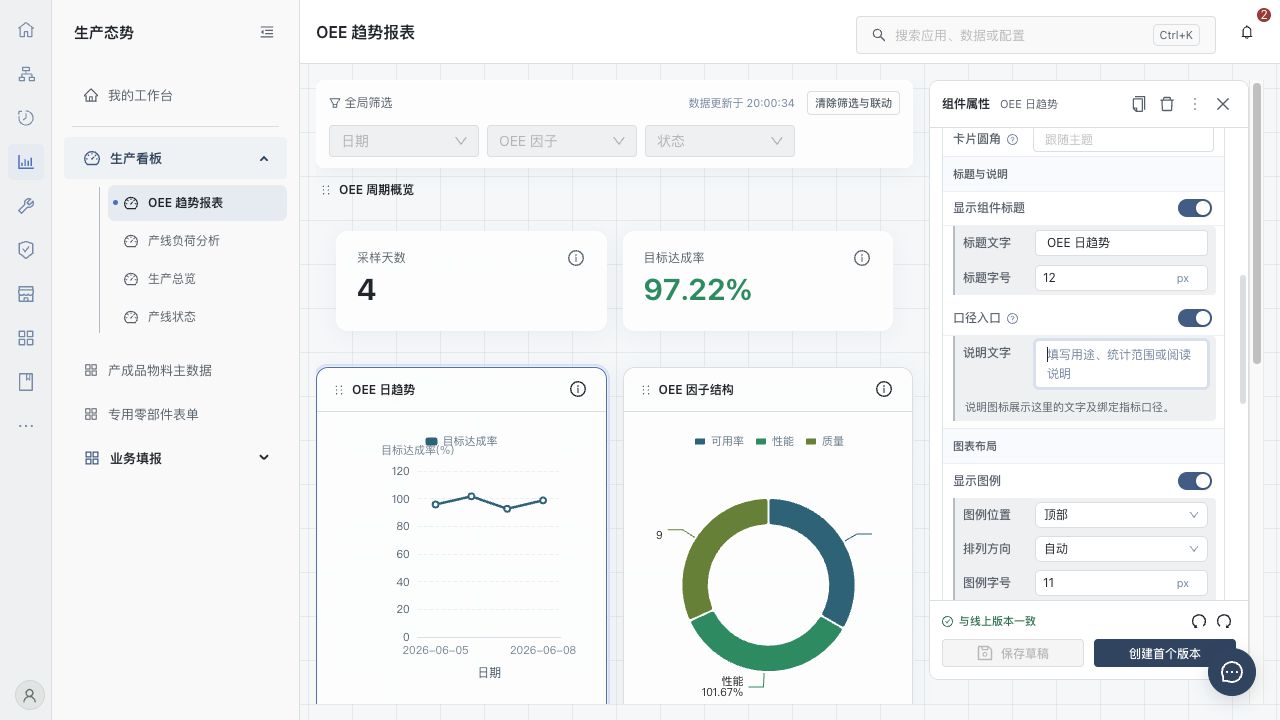 生产态势
OEE 趋势报表
搜索应用、数据或配置
Ctrl+K
2
我的工作台
生产看板
OEE 趋势报表
产线负荷分析
生产总览
产线状态
产成品物料主数据
专用零部件表单
业务填报
全局筛选
数据更新于 20:00:34
清除筛选与联动
日期
OEE 因子
状态
OEE 周期概览
采样天数
4
目标达成率
97.22%
OEE 日趋势
目标达成率
目标达成率(%)
120
100
80
60
40
20
0
2026-06-05
2026-06-08
日期
OEE 因子结构
可用率
性能
质量
9
性能
101.67%
组件属性
OEE 日趋势
卡片圆角
跟随主题
标题与说明
显示组件标题
标题文字
OEE 日趋势
标题字号
12
px
口径入口
说明文字
填写用途、统计范围或阅读
说明
说明图标展示这里的文字及绑定指标口径。
图表布局
显示图例
图例位置
顶部
排列方向
自动
图例字号
11
px
与线上版本一致
保存草稿
创建首个版本